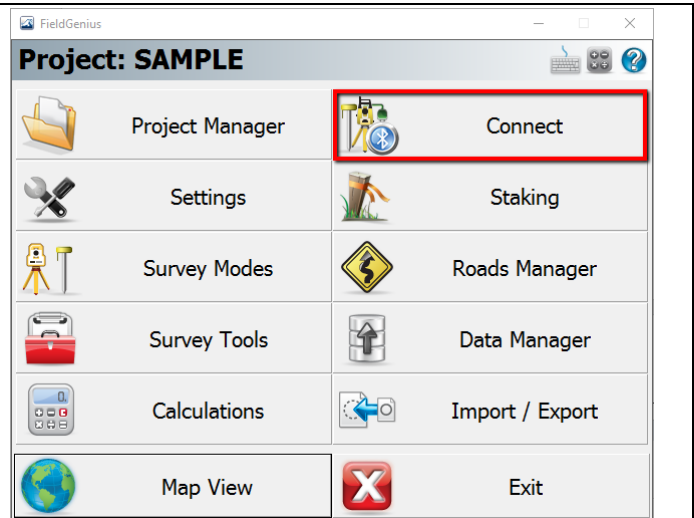 FieldGenius
Project: SAMPLE
Project Manager
Connect
Settings
Staking
Survey Modes
Roads Manager
Survey Tools
Data Manager
0.
Calculations
Import / Export
Map View
Exit